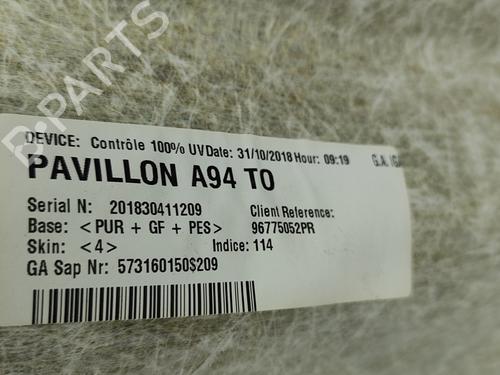 B-PARTS
DEVICE: Contrôle 100% UV Date: 31/10/2018 Hour: 09:19 G.A.
PAVILLON A94 TO
Serial N: 201830411209 Client Reference:
Base: <PUR + GF + PES> 96775052PR
Skin: <4> Indice: 114
GA Sap Nr: 573160150$209